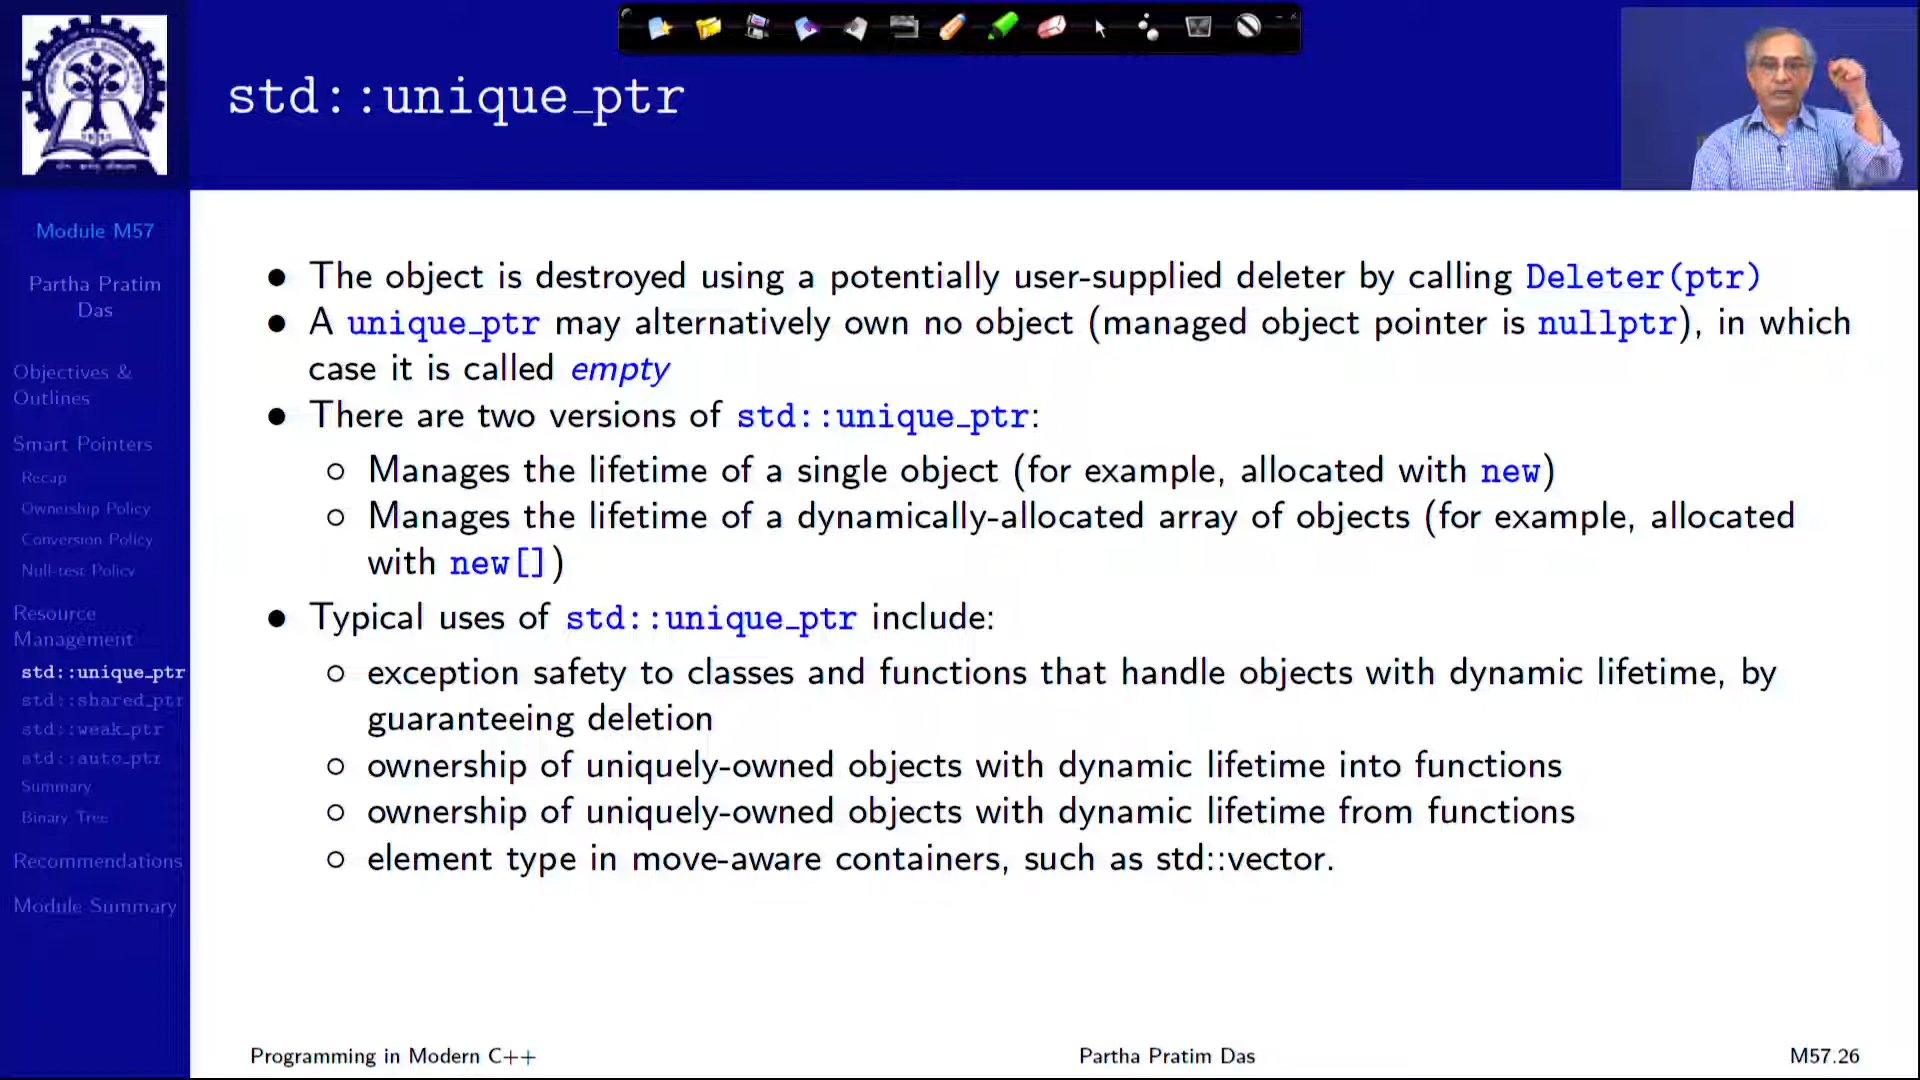 std::unique_ptr
Module M57
Partha Pratim
Das
Objectives &
Outlines
Smart Pointers
Recap
Ownership Policy
Conversion Policy
Null-test Policy
Resource
Management
std::unique_ptr
std::shared_ptr
std::weak_ptr
std::auto_ptr
Summary
Binary Tree
Recommendations
Module Summary
● The object is destroyed using a potentially user-supplied deleter by calling Deleter(ptr)
● A unique_ptr may alternatively own no object (managed object pointer is nullptr), in which
case it is called empty
● There are two versions of std::unique_ptr:
○ Manages the lifetime of a single object (for example, allocated with new)
○ Manages the lifetime of a dynamically-allocated array of objects (for example, allocated
with new[])
● Typical uses of std::unique_ptr include:
○ exception safety to classes and functions that handle objects with dynamic lifetime, by
guaranteeing deletion
○ ownership of uniquely-owned objects with dynamic lifetime into functions
○ ownership of uniquely-owned objects with dynamic lifetime from functions
○ element type in move-aware containers, such as std::vector.
Programming in Modern C++
Partha Pratim Das
M57.26